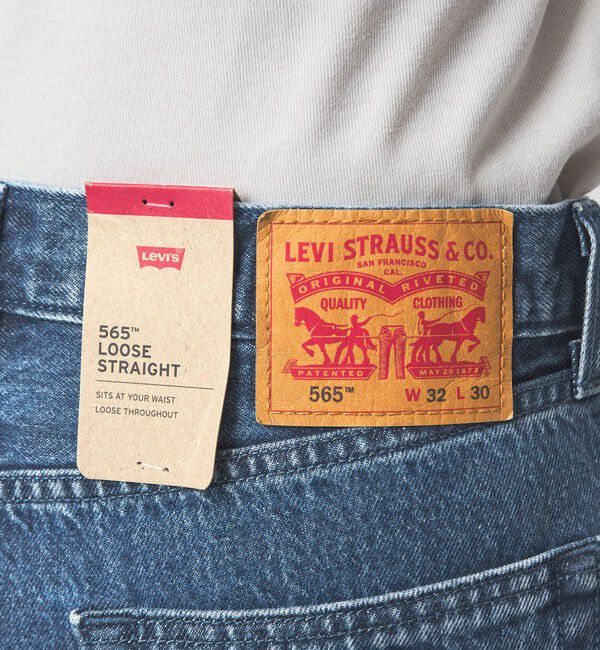 LEVI'S
565™
LOOSE
STRAIGHT
SITS AT YOUR WAIST
LOOSE THROUGHOUT
LEVI STRAUSS & CO.
SAN FRANCISCO
CAL.
ORIGINAL RIVETED
QUALITY CLOTHING
PATENTED MAY 20 1873
565™ W 32 L 30